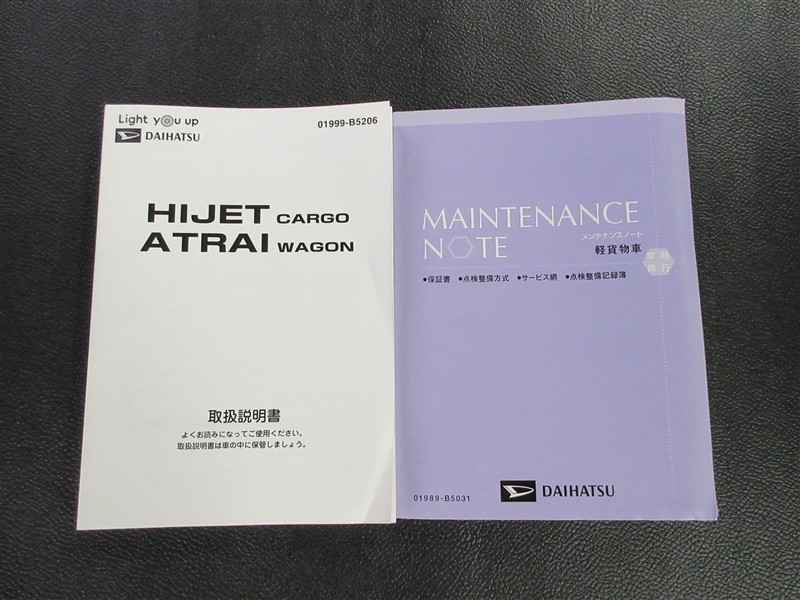 Light you up
DAIHATSU
01999-B5206
HIJET CARGO
ATRAI WAGON
取扱説明書
よくお読みになってご使用ください。
取扱説明書は車の中に保管しましょう。
MAINTENANCE
NOTE
メンテナンスノート
軽貨物車
常時
携行
●保証書 ●点検整備方式 ●サービス網 ●点検整備記録簿
01989-B5031
DAIHATSU